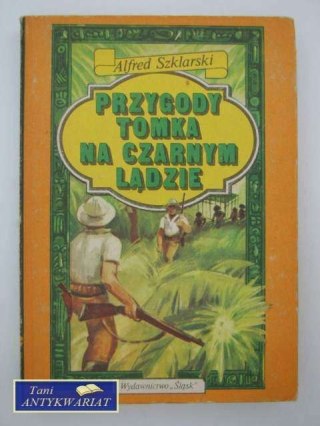 Alfred Szklarski
PRZYGODY
TOMKA
NA CZARNYM
LĄDZIE
Wydawnictwo „Śląsk"
Tani
ANTYKWARIAT